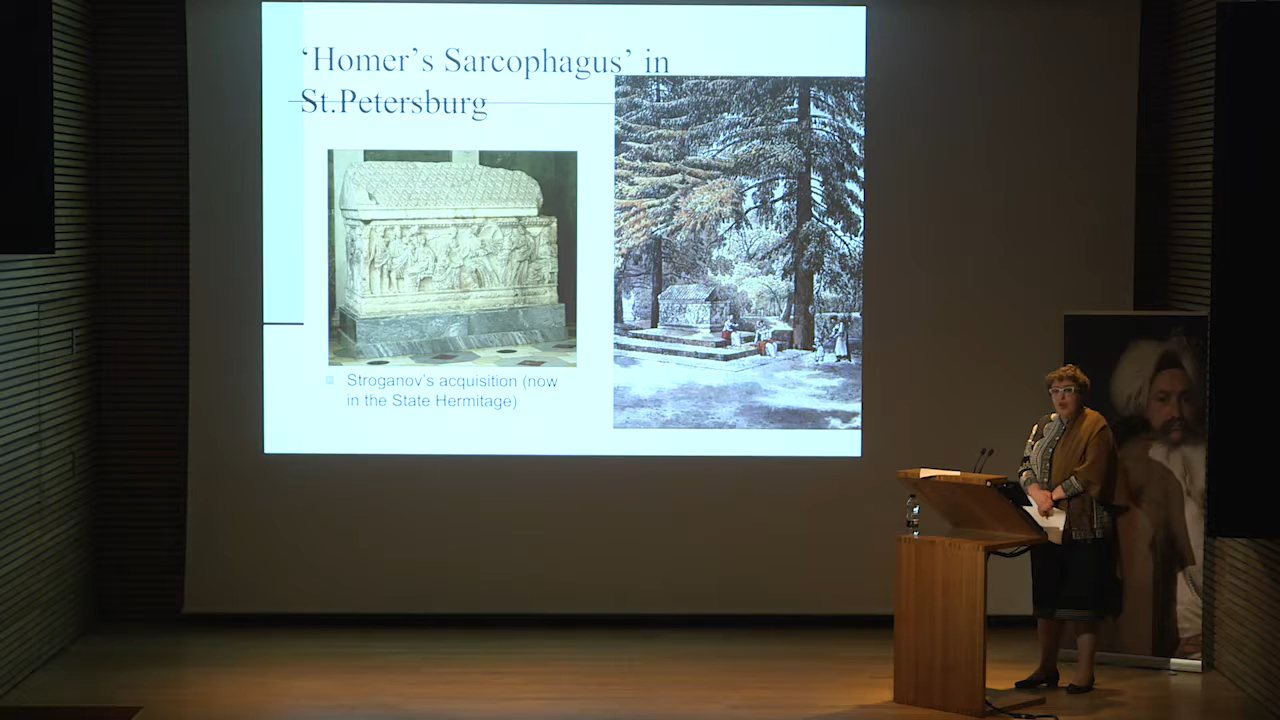 ‘Homer’s Sarcophagus’ in
St.Petersburg
Stroganov’s acquisition (now
in the State Hermitage)